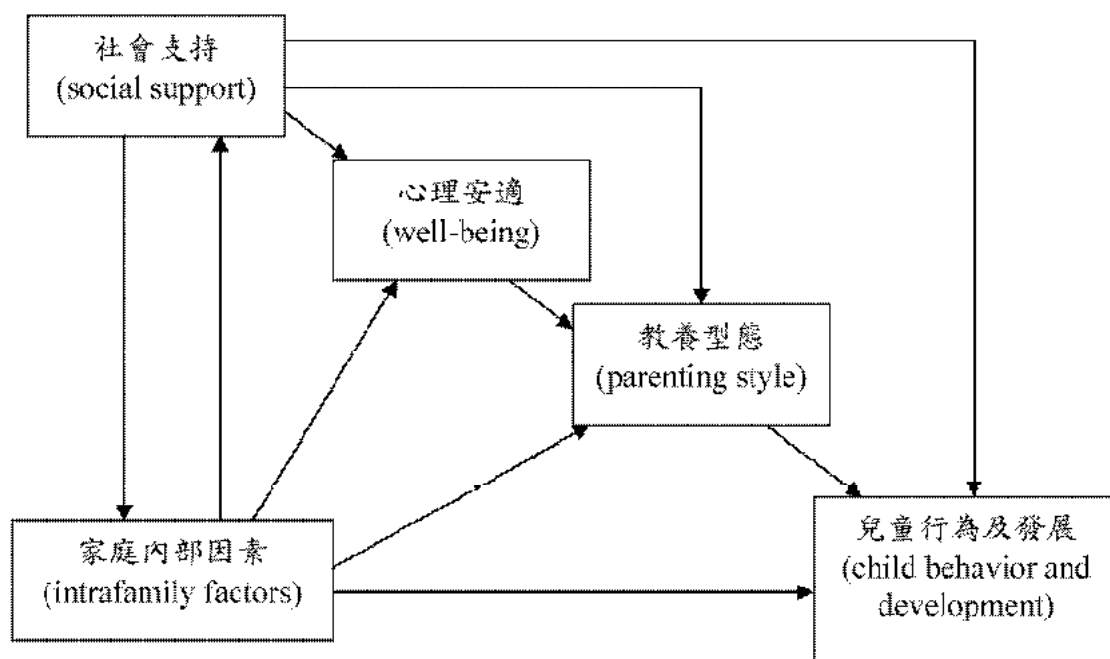 社會支持
(social support)
心理安適
(well-being)
教養型態
(parenting style)
家庭內部因素
(intrafamily factors)
兒童行為及發展
(child behavior and
development)